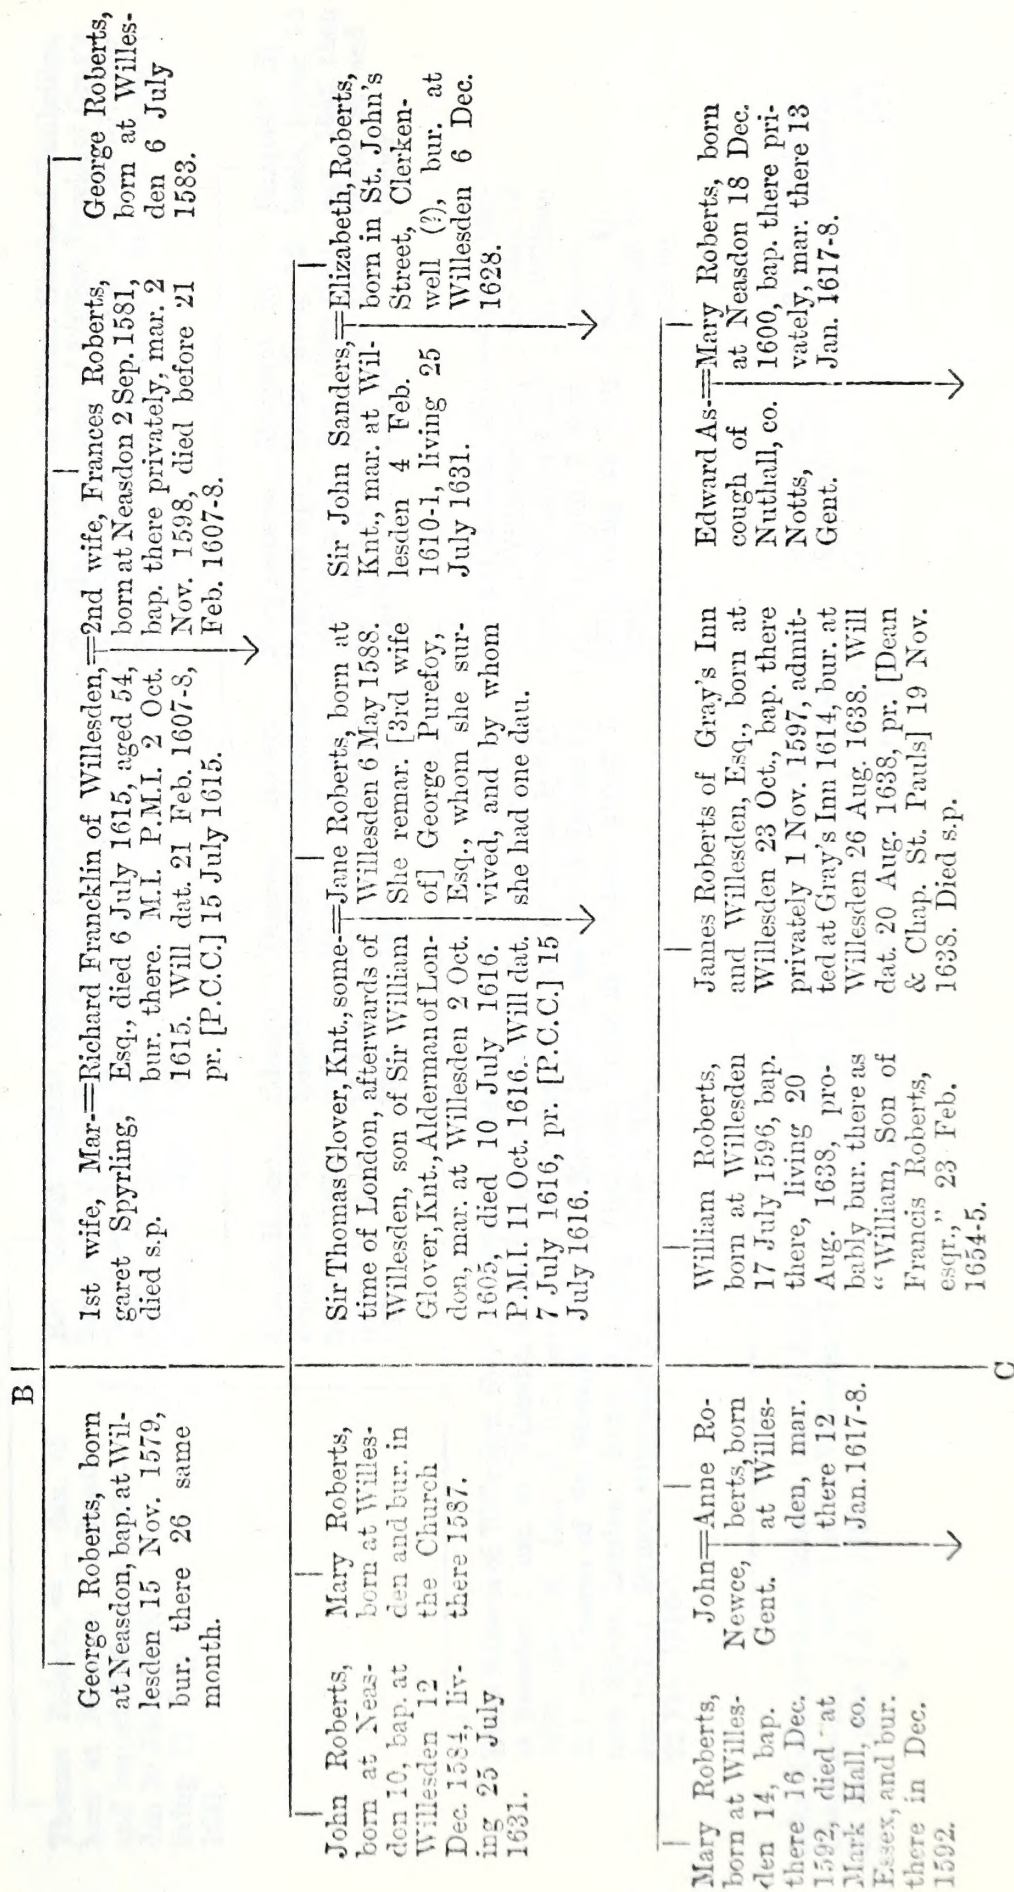 B
George Roberts, born
at Neasdon, bap. at Wil-
lesden 15 Nov. 1579,
bur. there 26 same
month.
1st wife, Mar-
garet Spyrling,
died s.p.
=Richard Francklin of Willesden,=
Esq., died 6 July 1615, aged 54,
bur. there. M.I. P.M.I. 2 Oct.
1615. Will dat. 21 Feb. 1607-8,
pr. [P.C.C.] 15 July 1615.
2nd wife, Frances Roberts,
born at Neasdon 2 Sep. 1581,
bap. there privately, mar. 2
Nov. 1598, died before 21
Feb. 1607-8.
George Roberts,
born at Willes-
den 6 July
1583.
John Roberts,
born at Neas-
don 10, bap. at
Willesden 12
Dec. 1584, liv-
ing 25 July
1631.
Mary Roberts,
born at Willes-
den and bur. in
the Church
there 1587.
Sir Thomas Glover, Knt., some-
time of London, afterwards of
Willesden, son of Sir William
Glover, Knt., Alderman of Lon-
don, mar. at Willesden 2 Oct.
1605, died 10 July 1616.
P.M.I. 11 Oct. 1616. Will dat.
7 July 1616, pr. [P.C.C.] 15
July 1616.
=Jane Roberts, born at
Willesden 6 May 1588.
She remar. [3rd wife
of] George Purefoy,
Esq., whom she sur-
vived, and by whom
she had one dau.
Sir John Sanders,
Knt., mar. at Wil-
lesden 4 Feb.
1610-1, living 25
July 1631.
=Elizabeth, Roberts,
born in St. John's
Street, Clerken-
well (?), bur. at
Willesden 6 Dec.
1628.
Mary Roberts,
born at Willes-
den 14, bap.
there 16 Dec.
1592, died at
Mark Hall, co.
Essex, and bur.
there in Dec.
1592.
John
Newce,
Gent.
=Anne Ro-
berts, born
at Willes-
den, mar.
there 12
Jan. 1617-8.
William Roberts,
born at Willesden
17 July 1596, bap.
there, living 20
Aug. 1638, pro-
bably bur. there as
"William, Son of
Francis Roberts,
esqr.," 23 Feb.
1654-5.
James Roberts of Gray's Inn
and Willesden, Esq., born at
Willesden 23 Oct., bap. there
privately 1 Nov. 1597, admit-
ted at Gray's Inn 1614, bur. at
Willesden 26 Aug. 1638. Will
dat. 20 Aug. 1638, pr. [Dean
& Chap. St. Pauls] 19 Nov.
1638. Died s.p.
Edward As-
cough of
Nuthall, co.
Notts,
Gent.
=Mary Roberts, born
at Neasdon 18 Dec.
1600, bap. there pri-
vately, mar. there 13
Jan. 1617-8.
C